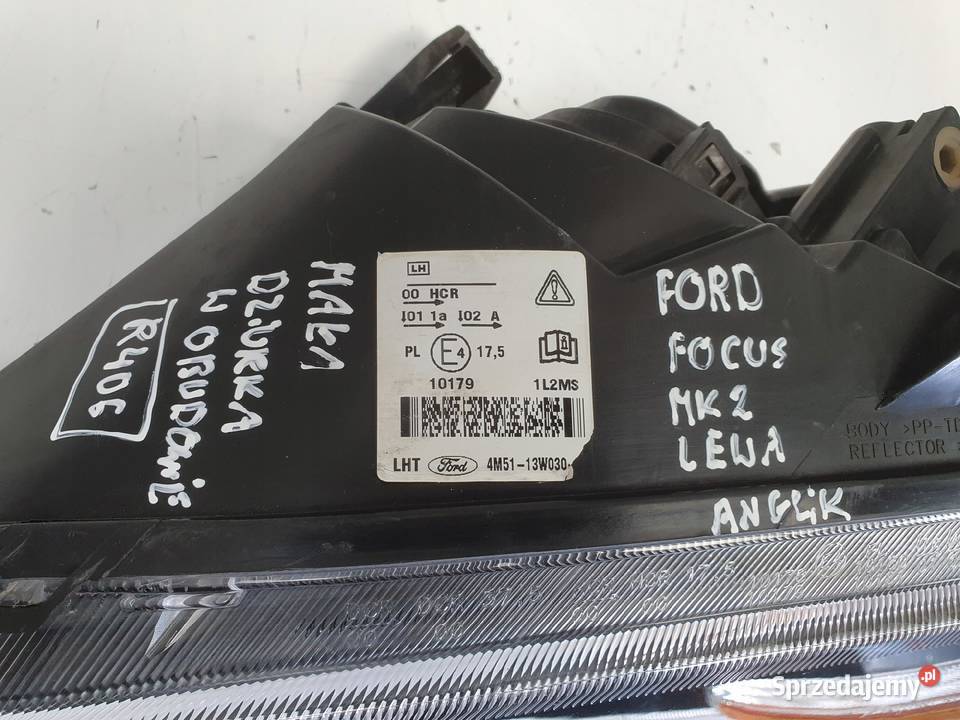 MAŁA
DZIURKA
W OBUDOWIE
R406
LH
00 HCR
01 1a 02 A
PL E4 17,5
10179 1L2MS
LHT Ford 4M51-13W030-
FORD
FOCUS
MK2
LEWA
ANGLIK
BODY >PP-T
REFLECTOR
Sprzedajemy.pl